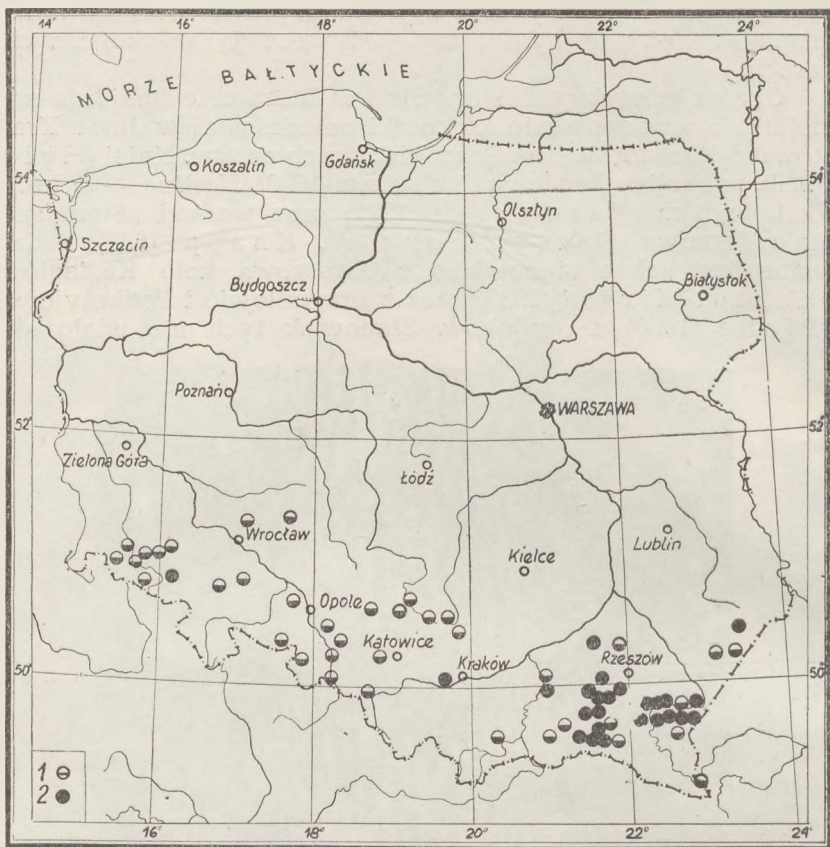 14° 16° 18° 20° 22° 24°
MORZE BAŁTYCKIE
Koszalin
Gdańsk
54° 54°
Olsztyn
Szczecin
Białystok
Bydgoszcz
Poznań
WARSZAWA
52° 52°
Zielona Góra
Łódź
Wrocław
Lublin
Kielce
Opole
Katowice
Kraków
Rzeszów
50° 50°
1
2
16° 18° 20° 22° 24°